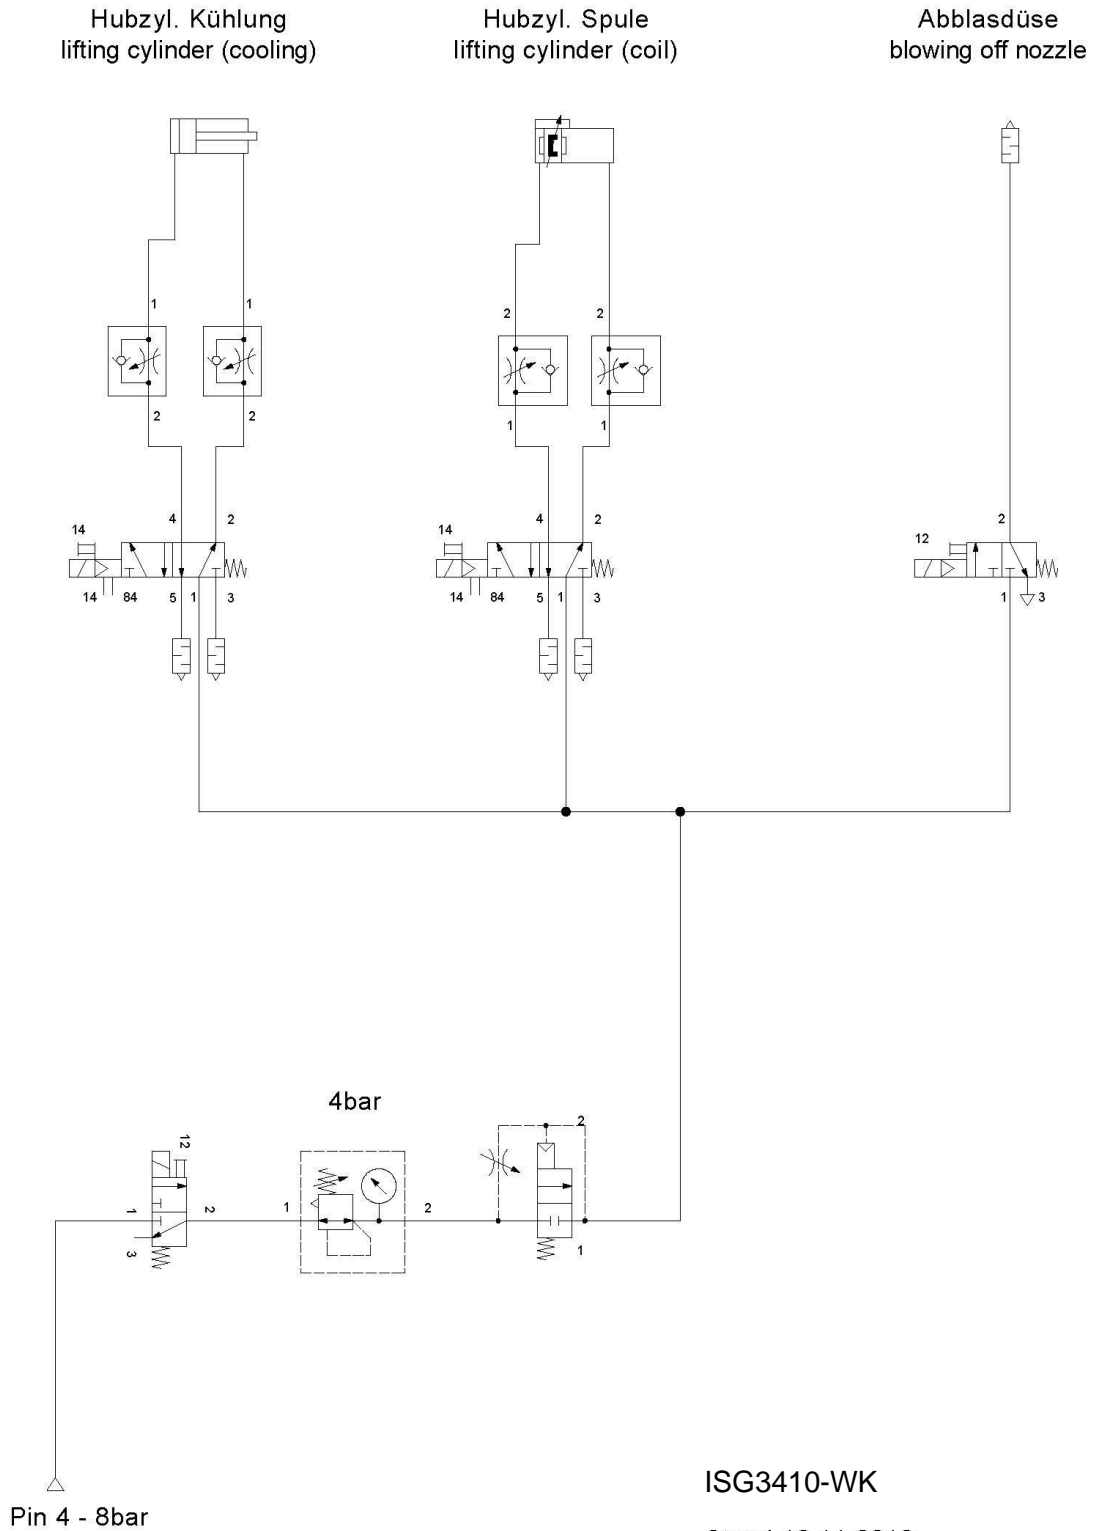 Hubzyl. Kühlung
lifting cylinder (cooling)
Hubzyl. Spule
lifting cylinder (coil)
Abblasdüse
blowing off nozzle
1 1
2 2
2 2
1 1
14 4 2
14 84 5 1 3
14 4 2
14 84 5 1 3
12 2
1 3
4bar
12
1 2
3
1 2
2
1
ISG3410-WK
Pin 4 - 8bar